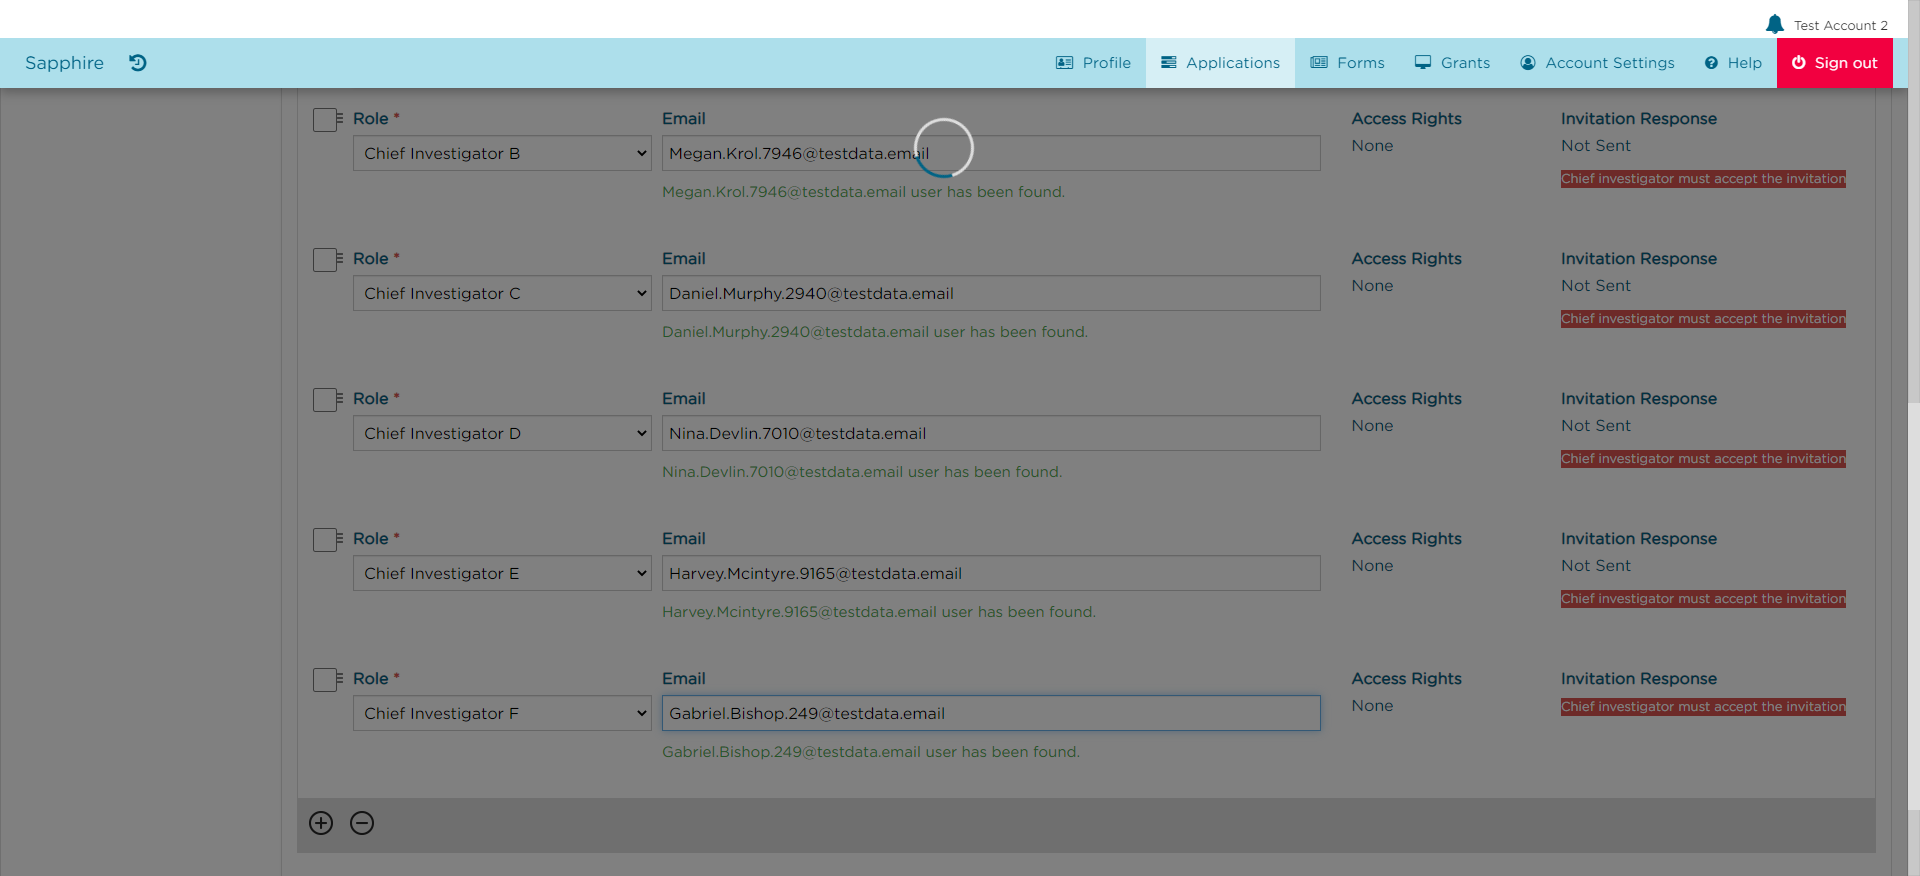 Test Account 2
Sapphire Profile Applications Forms Grants Account Settings Help Sign out
Role * Email Access Rights Invitation Response
Chief Investigator B Megan.Krol.7946@testdata.email None Not Sent
Chief investigator must accept the invitation
Megan.Krol.7946@testdata.email user has been found.
Role * Email Access Rights Invitation Response
Chief Investigator C Daniel.Murphy.2940@testdata.email None Not Sent
Chief investigator must accept the invitation
Daniel.Murphy.2940@testdata.email user has been found.
Role * Email Access Rights Invitation Response
Chief Investigator D Nina.Devlin.7010@testdata.email None Not Sent
Chief investigator must accept the invitation
Nina.Devlin.7010@testdata.email user has been found.
Role * Email Access Rights Invitation Response
Chief Investigator E Harvey.Mcintyre.9165@testdata.email None Not Sent
Chief investigator must accept the invitation
Harvey.Mcintyre.9165@testdata.email user has been found.
Role * Email Access Rights Invitation Response
Chief Investigator F Gabriel.Bishop.249@testdata.email None Chief investigator must accept the invitation
Gabriel.Bishop.249@testdata.email user has been found.